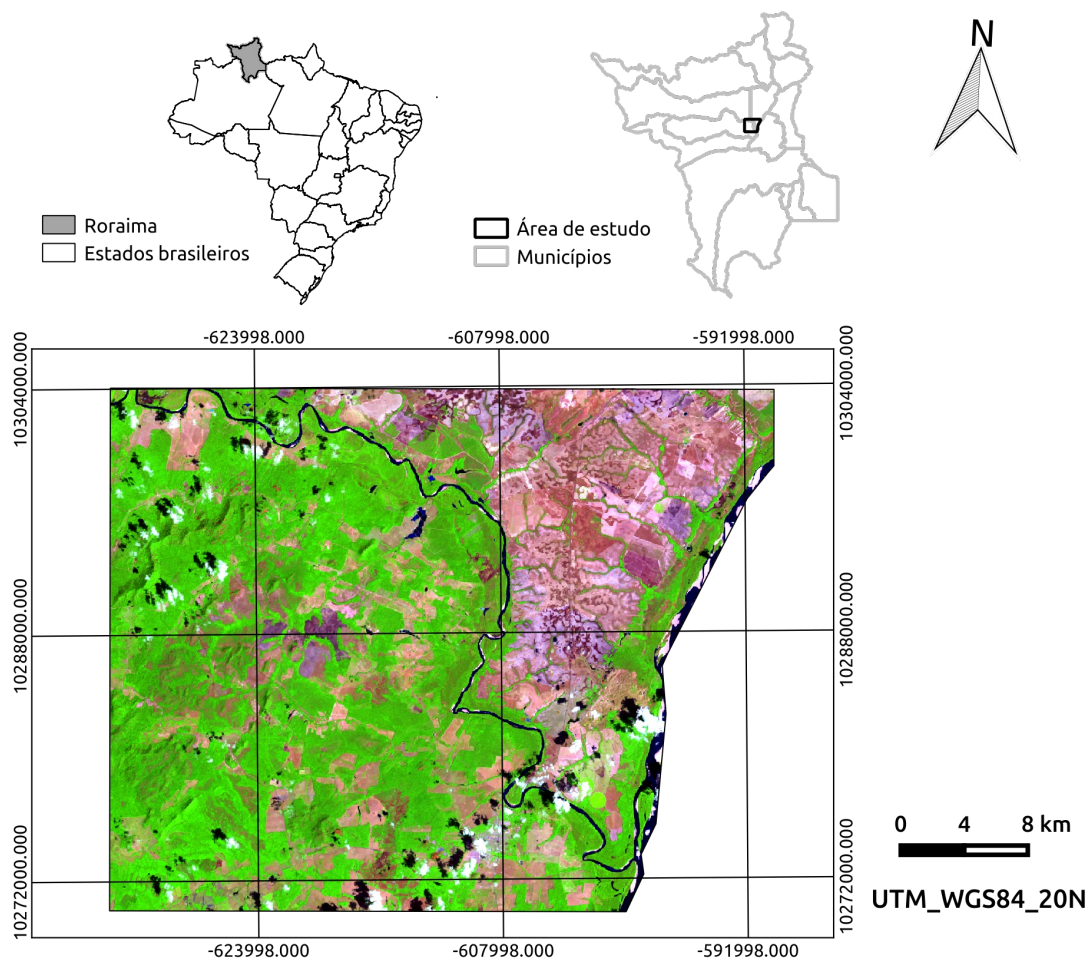 N
Roraima
Estados brasileiros
Área de estudo
Municípios
-623998.000
-607998.000
-591998.000
10304000.000
10304000.000
10288000.000
10288000.000
10272000.000
10272000.000
0 4 8 km
UTM_WGS84_20N
-623998.000
-607998.000
-591998.000